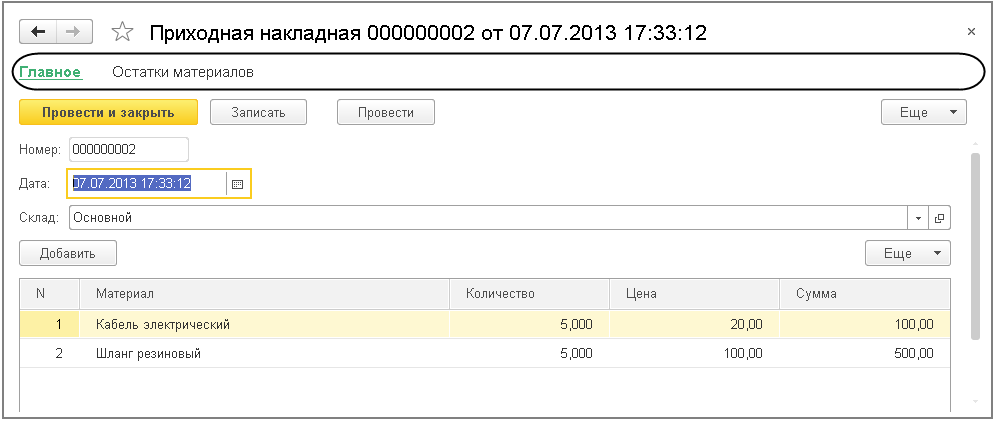 Приходная накладная 000000002 от 07.07.2013 17:33:12
Главное Остатки материалов
Провести и закрыть Записать Провести Еще
Номер: 000000002
Дата: 07.07.2013 17:33:12
Склад: Основной
Добавить Еще
N Материал Количество Цена Сумма
1 Кабель электрический 5,000 20,00 100,00
2 Шланг резиновый 5,000 100,00 500,00